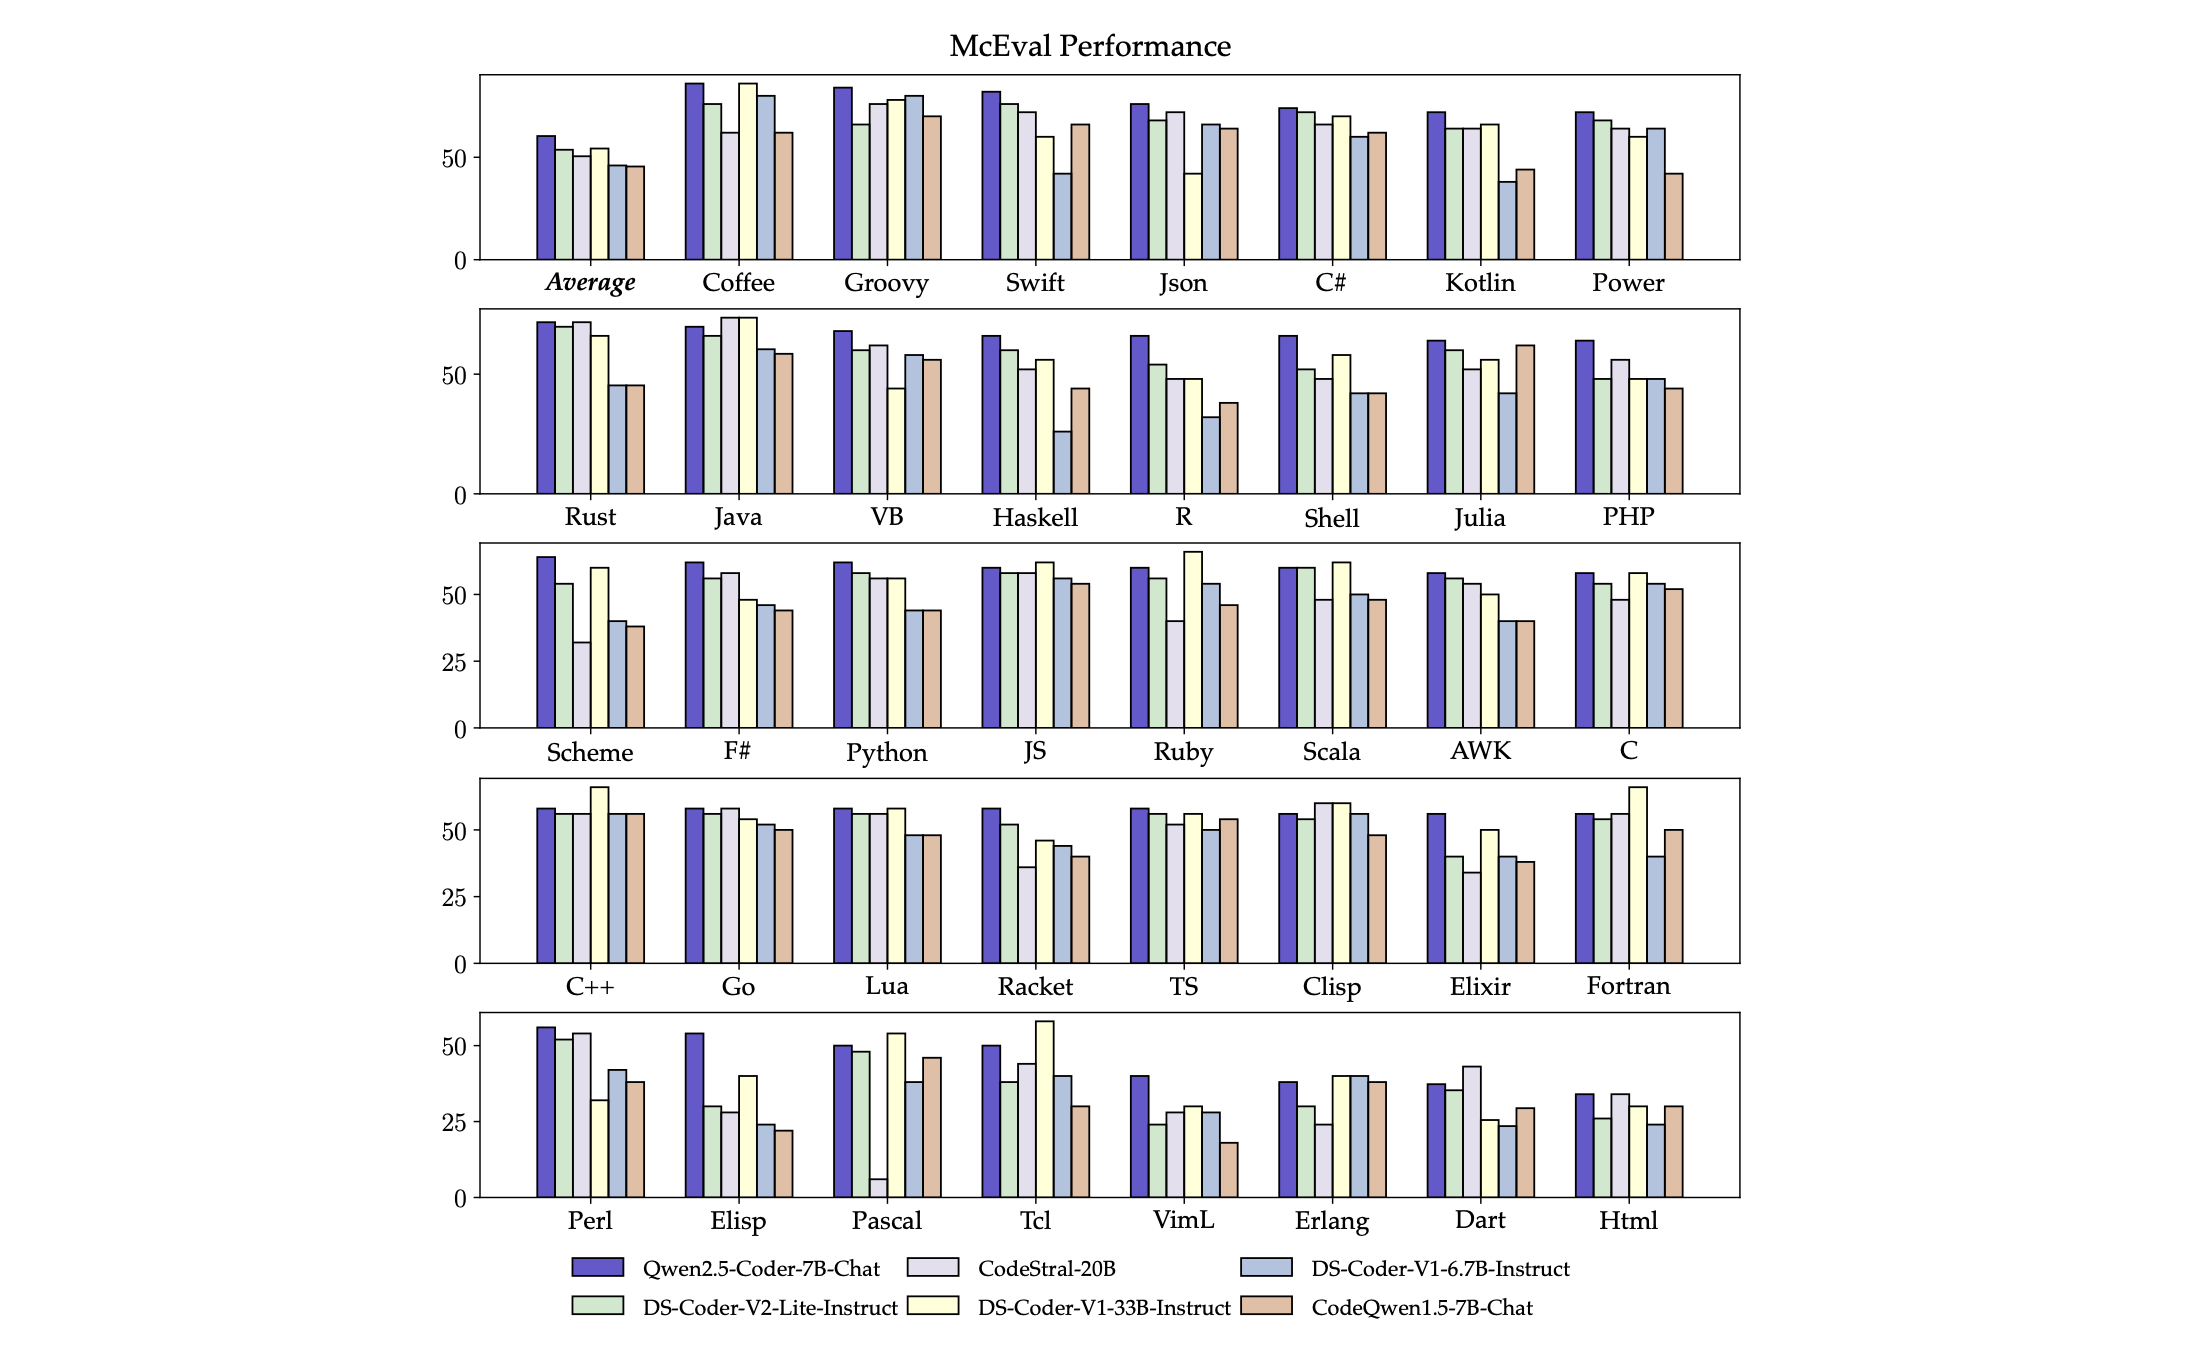 McEval Performance
50
0
Average Coffee Groovy Swift Json C# Kotlin Power
50
0
Rust Java VB Haskell R Shell Julia PHP
50
25
0
Scheme F# Python JS Ruby Scala AWK C
50
25
0
C++ Go Lua Racket TS Clisp Elixir Fortran
50
25
0
Perl Elisp Pascal Tcl VimL Erlang Dart Html
Qwen2.5-Coder-7B-Chat CodeStral-20B DS-Coder-V1-6.7B-Instruct
DS-Coder-V2-Lite-Instruct DS-Coder-V1-33B-Instruct CodeQwen1.5-7B-Chat